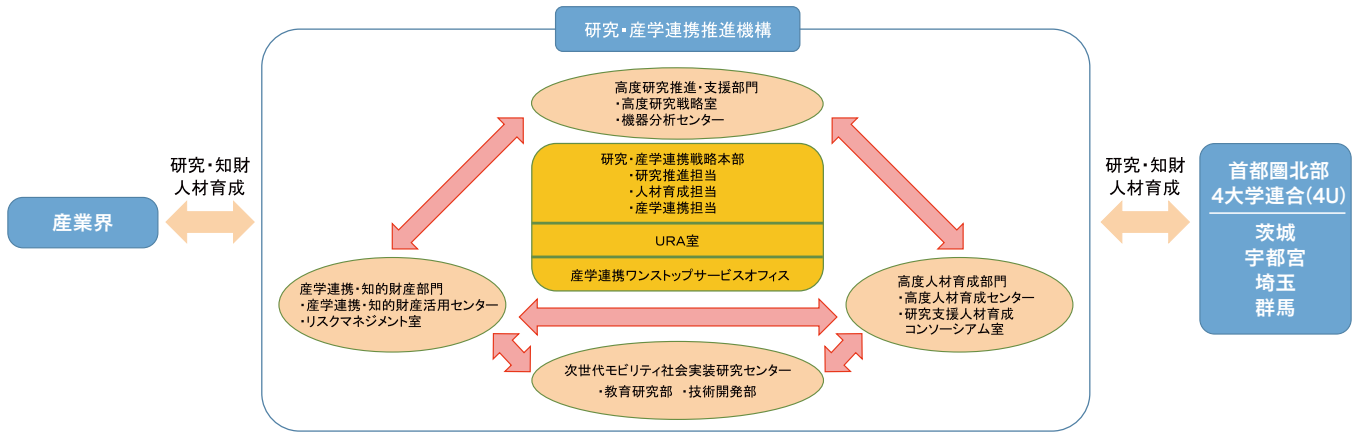 研究・産学連携推進機構
高度研究推進・支援部門
・高度研究戦略室
・機器分析センター
研究・知財
人材育成
産業界
研究・産学連携戦略本部
・研究推進担当
・人材育成担当
・産学連携担当
URA室
産学連携ワンストップサービスオフィス
産学連携・知的財産部門
・産学連携・知的財産活用センター
・リスクマネジメント室
高度人材育成部門
・高度人材育成センター
・研究支援人材育成
コンソーシアム室
次世代モビリティ社会実装研究センター
・教育研究部 ・技術開発部
研究・知財
人材育成
首都圏北部
4大学連合(4U)
茨城
宇都宮
埼玉
群馬